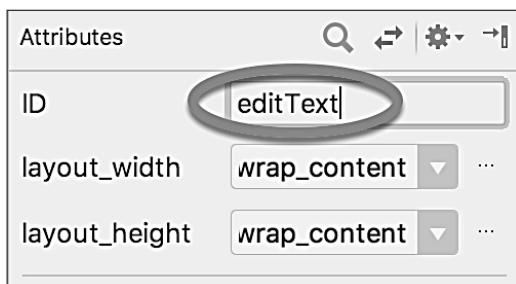 Attributes
ID editText
layout_width wrap_content ...
layout_height wrap_content ...